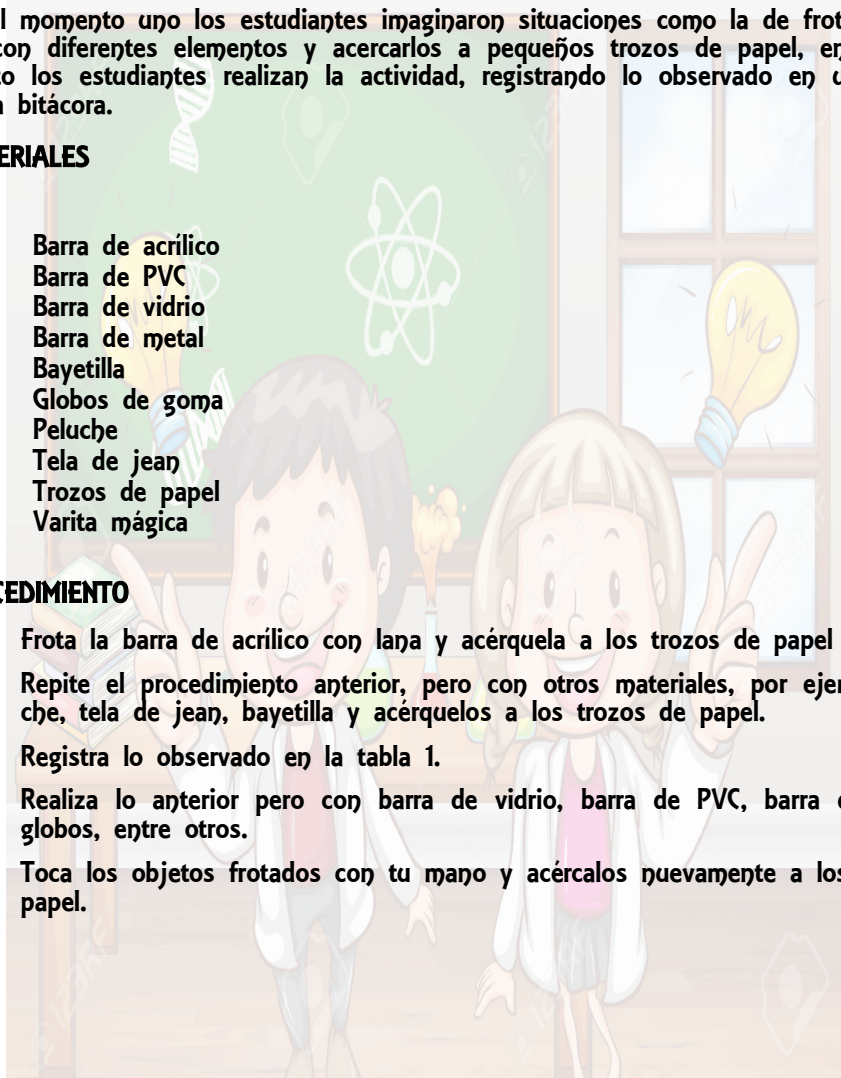 l momento uno los estudiantes imaginaron situaciones como la de frot
con diferentes elementos y acercarlos a pequeños trozos de papel, en
to los estudiantes realizan la actividad, registrando lo observado en u
a bitácora.
ERIALES
Barra de acrílico
Barra de PVC
Barra de vidrio
Barra de metal
Bayetilla
Globos de goma
Peluche
Tela de jean
Trozos de papel
Varita mágica
CEDIMIENTO
Frota la barra de acrílico con lana y acérquela a los trozos de papel
Repite el procedimiento anterior, pero con otros materiales, por ejem
che, tela de jean, bayetilla y acérquelos a los trozos de papel.
Registra lo observado en la tabla 1.
Realiza lo anterior pero con barra de vidrio, barra de PVC, barra
globos, entre otros.
Toca los objetos frotados con tu mano y acércalos nuevamente a los
papel.